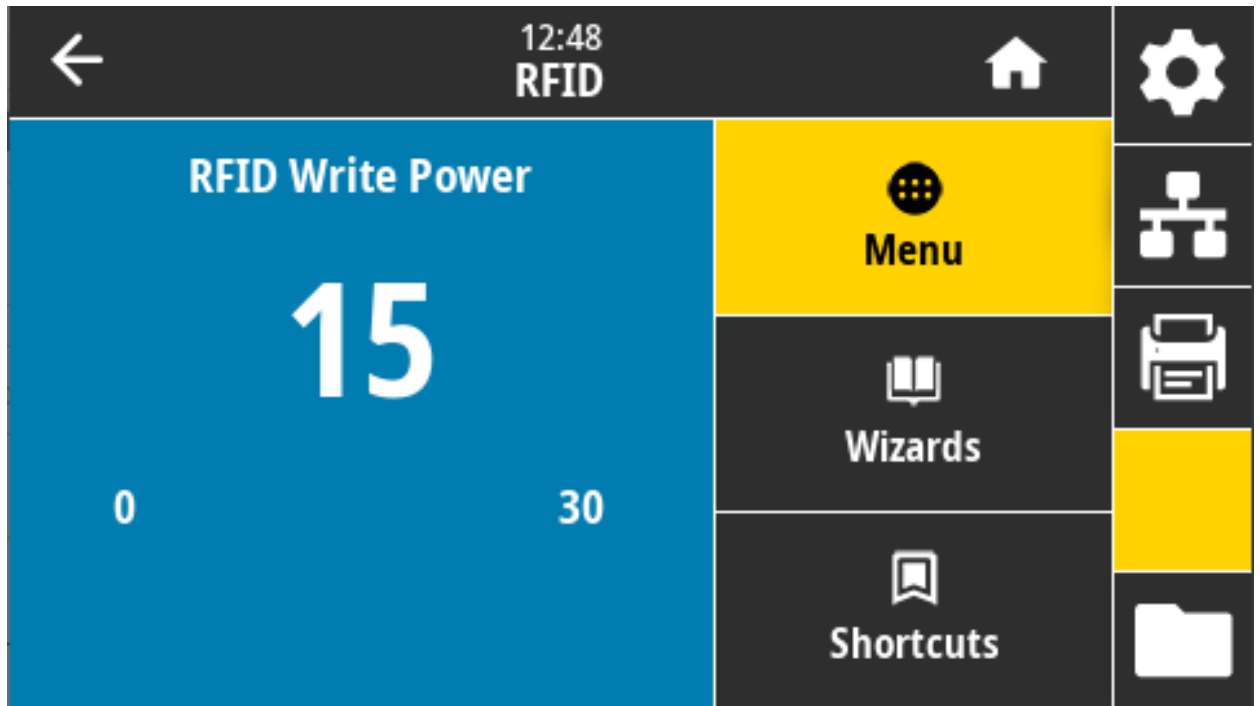 12:48
RFID
RFID Write Power
15
0 30
Menu
Wizards
Shortcuts